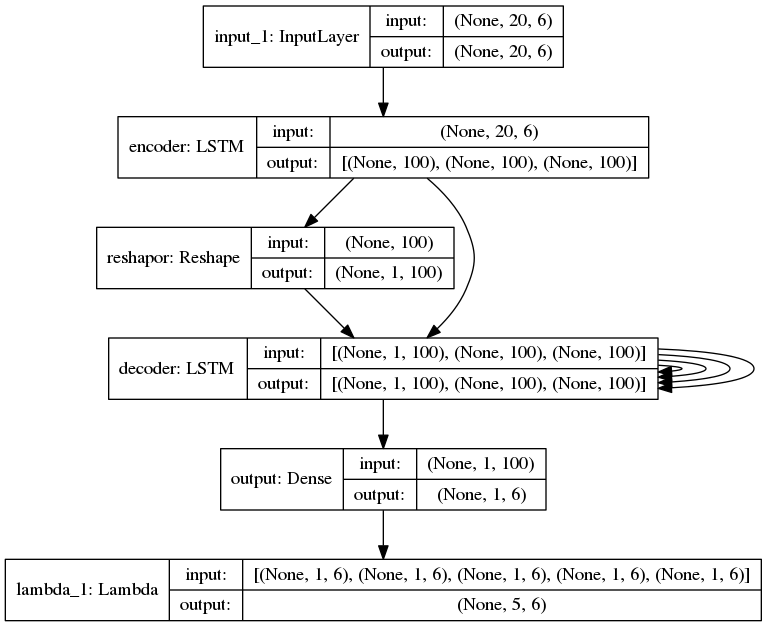 input_1: InputLayer
input: (None, 20, 6)
output: (None, 20, 6)
encoder: LSTM
input: (None, 20, 6)
output: [(None, 100), (None, 100), (None, 100)]
reshapor: Reshape
input: (None, 100)
output: (None, 1, 100)
decoder: LSTM
input: [(None, 1, 100), (None, 100), (None, 100)]
output: [(None, 1, 100), (None, 100), (None, 100)]
output: Dense
input: (None, 1, 100)
output: (None, 1, 6)
lambda_1: Lambda
input: [(None, 1, 6), (None, 1, 6), (None, 1, 6), (None, 1, 6), (None, 1, 6)]
output: (None, 5, 6)